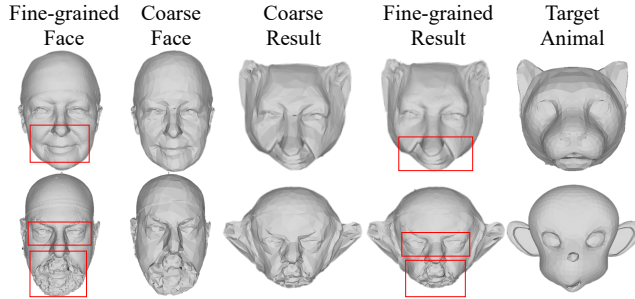 Fine-grained
Face
Coarse
Face
Coarse
Result
Fine-grained
Result
Target
Animal